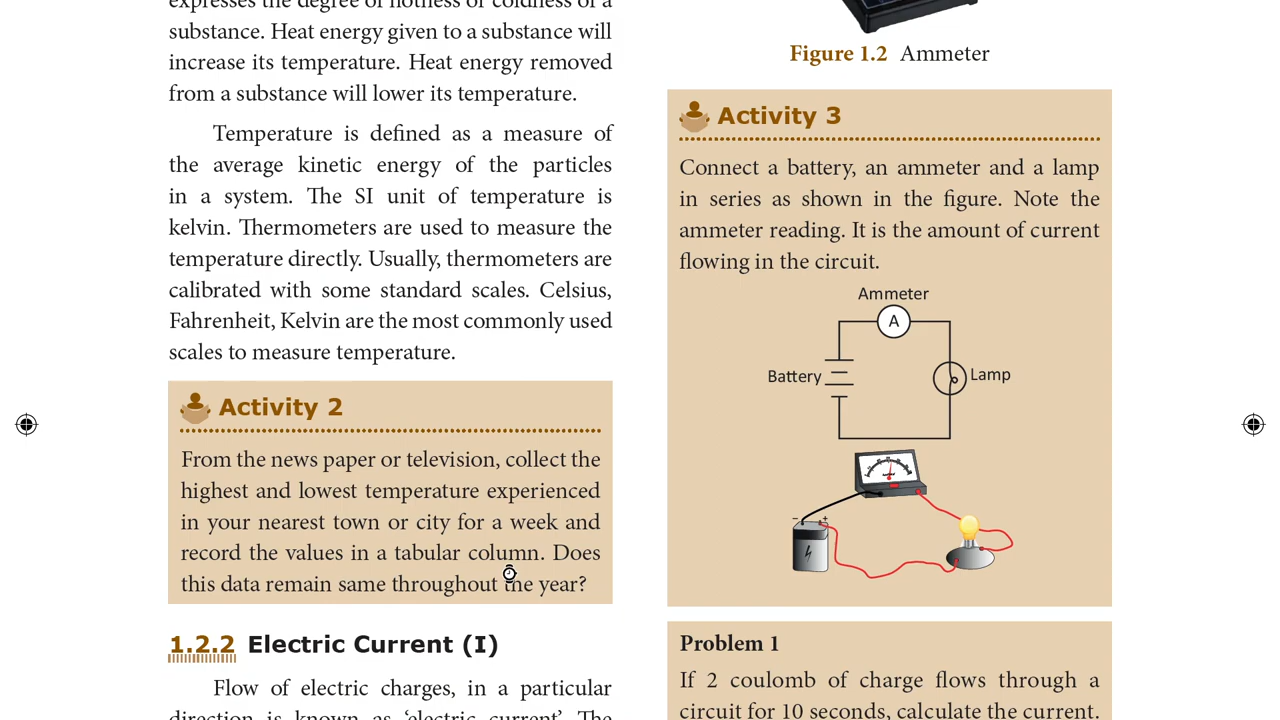 expresses the degree of hotness or coldness of a
substance. Heat energy given to a substance will
increase its temperature. Heat energy removed
from a substance will lower its temperature.
Temperature is defined as a measure of
the average kinetic energy of the particles
in a system. The SI unit of temperature is
kelvin. Thermometers are used to measure the
temperature directly. Usually, thermometers are
calibrated with some standard scales. Celsius,
Fahrenheit, Kelvin are the most commonly used
scales to measure temperature.
Activity 2
From the news paper or television, collect the
highest and lowest temperature experienced
in your nearest town or city for a week and
record the values in a tabular column. Does
this data remain same throughout the year?
1.2.2 Electric Current (I)
Flow of electric charges, in a particular
direction is known as ‘electric current’. The
Figure 1.2 Ammeter
Activity 3
Connect a battery, an ammeter and a lamp
in series as shown in the figure. Note the
ammeter reading. It is the amount of current
flowing in the circuit.
Ammeter
A
Battery
Lamp
− +
Problem 1
If 2 coulomb of charge flows through a
circuit for 10 seconds, calculate the current.